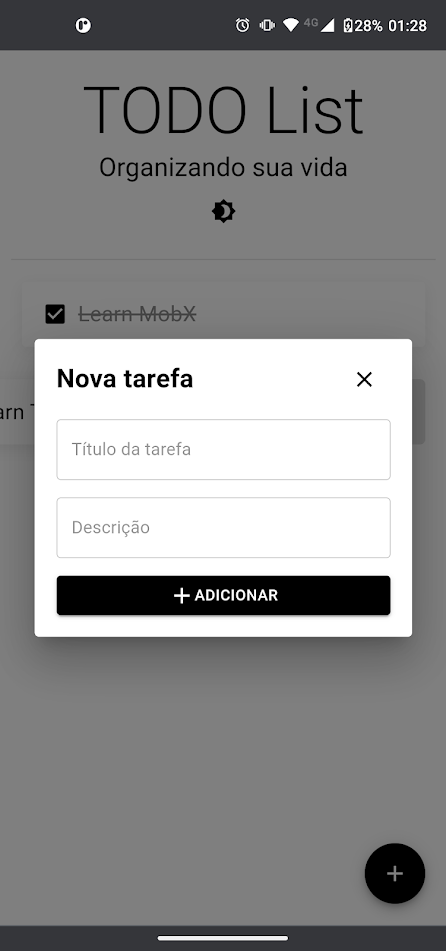 4G 28% 01:28
TODO List
Organizando sua vida
Learn MobX
Nova tarefa
arn
Título da tarefa
Descrição
ADICIONAR